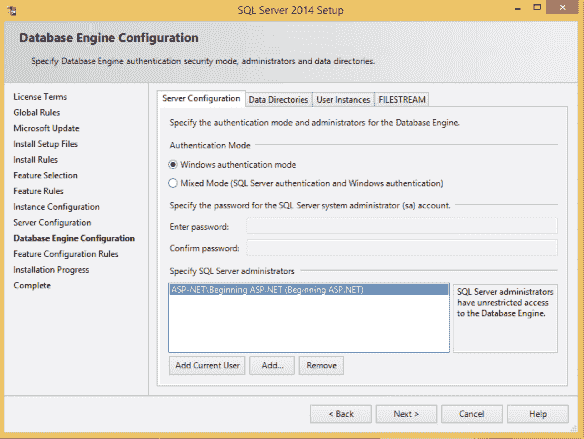 SQL Server 2014 Setup
Database Engine Configuration
Specify Database Engine authentication security mode, administrators and data directories.
License Terms
Global Rules
Microsoft Update
Install Setup Files
Install Rules
Feature Selection
Feature Rules
Instance Configuration
Server Configuration
Database Engine Configuration
Feature Configuration Rules
Installation Progress
Complete
Server Configuration Data Directories User Instances FILESTREAM
Specify the authentication mode and administrators for the Database Engine.
Authentication Mode
Windows authentication mode
Mixed Mode (SQL Server authentication and Windows authentication)
Specify the password for the SQL Server system administrator (sa) account.
Enter password:
Confirm password:
Specify SQL Server administrators
ASP-NET\Beginning ASP.NET (Beginning ASP.NET)
SQL Server administrators
have unrestricted access
to the Database Engine.
Add Current User Add... Remove
< Back Next > Cancel Help